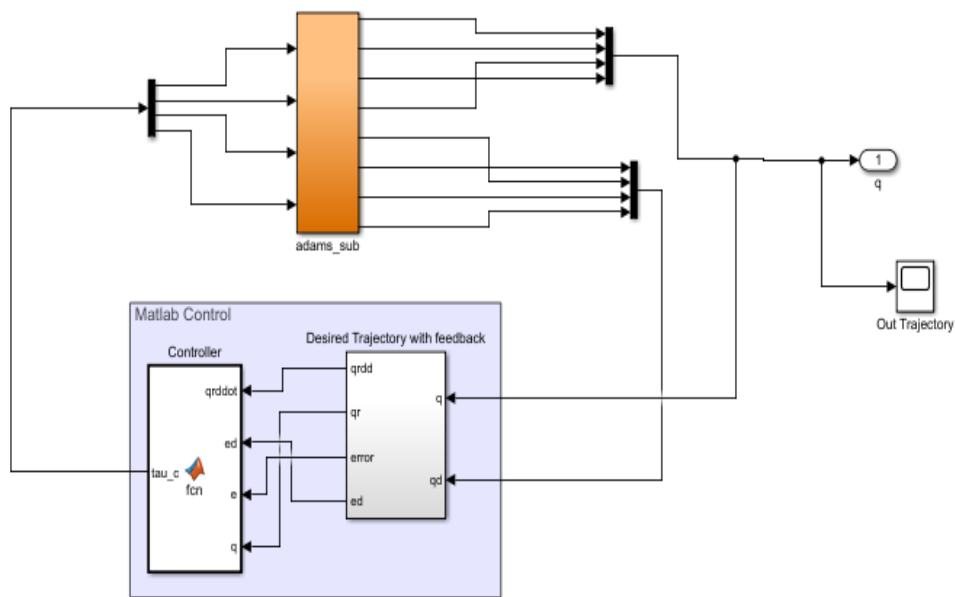 adams_sub
1
q
Out Trajectory
Matlab Control
Desired Trajectory with feedback
Controller
qrdd
qrddot
q
qr
ed
error
tau_c
fcn
qd
e
ed
q